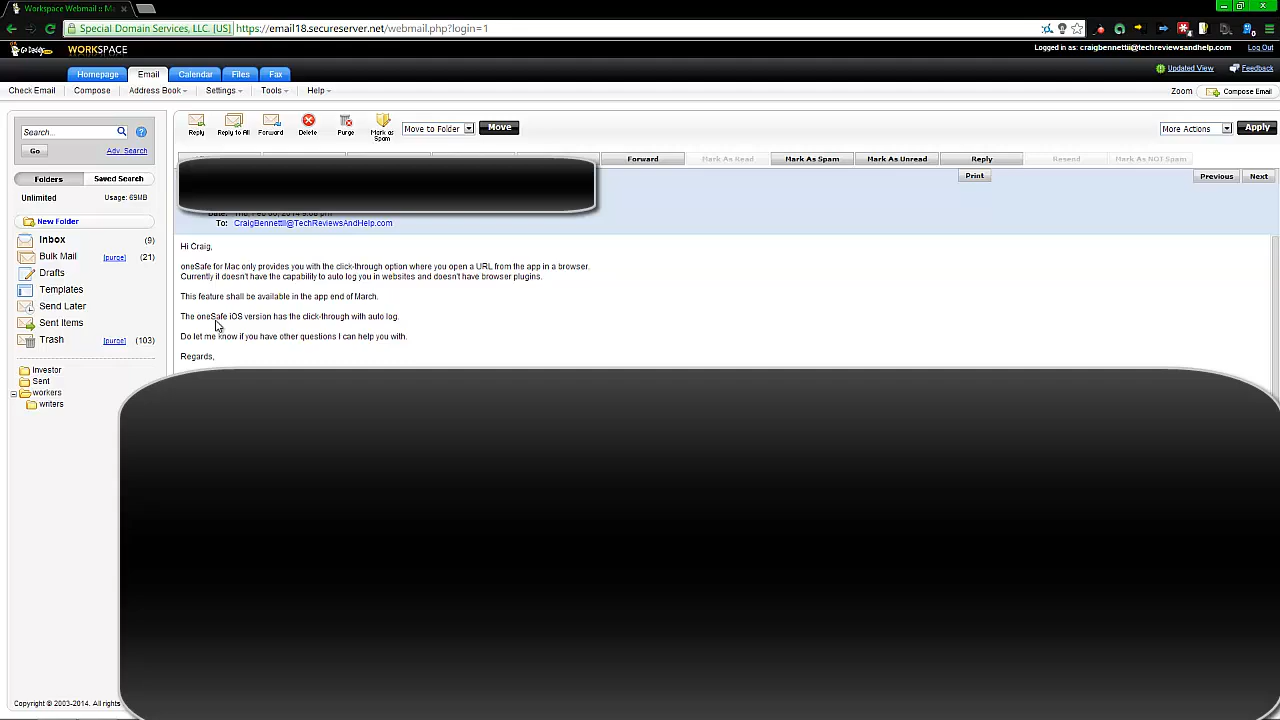 Workspace Webmail :: M
Special Domain Services, LLC. [US] https://email18.secureserver.net/webmail.php?login=1
Go Daddy WORKSPACE
Logged in as: craigbennettii@techreviewsandhelp.com Log Out
Homepage Email Calendar Files Fax
Updated View Feedback
Check Email Compose Address Book Settings Tools Help
Zoom Compose Email
Search...
Go Adv. Search
Reply Reply to All Forward Delete Purge Mark as Spam Move to Folder Move
More Actions Apply
Forward Mark As Read Mark As Spam Mark As Unread Reply Resend Mark As NOT Spam
Print Previous Next
Folders Saved Search
Unlimited Usage: 69MB
New Folder
Inbox (9)
Bulk Mail [purge] (21)
Drafts
Templates
Send Later
Sent Items
Trash [purge] (103)
Investor
Sent
workers
writers
To: CraigBennettII@TechReviewsAndHelp.com
Hi Craig,
oneSafe for Mac only provides you with the click-through option where you open a URL from the app in a browser.
Currently it doesn't have the capability to auto log you in websites and doesn't have browser plugins.
This feature shall be available in the app end of March.
The oneSafe iOS version has the click-through with auto log.
Do let me know if you have other questions I can help you with.
Regards,
Copyright © 2003-2014. All rights